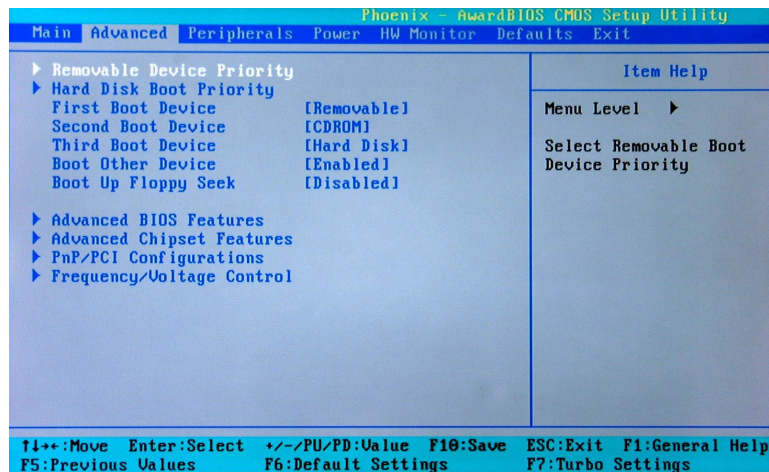 Phoenix - AwardBIOS CMOS Setup Utility
Main Advanced Peripherals Power HW Monitor Defaults Exit
▶ Removable Device Priority
▶ Hard Disk Boot Priority
First Boot Device [Removable]
Second Boot Device [CDROM]
Third Boot Device [Hard Disk]
Boot Other Device [Enabled]
Boot Up Floppy Seek [Disabled]
▶ Advanced BIOS Features
▶ Advanced Chipset Features
▶ PnP/PCI Configurations
▶ Frequency/Voltage Control
Item Help
Menu Level ▶
Select Removable Boot
Device Priority
↑↓→←:Move Enter:Select +/-/PU/PD:Value F10:Save ESC:Exit F1:General Help
F5:Previous Values F6:Default Settings F7:Turbo Settings